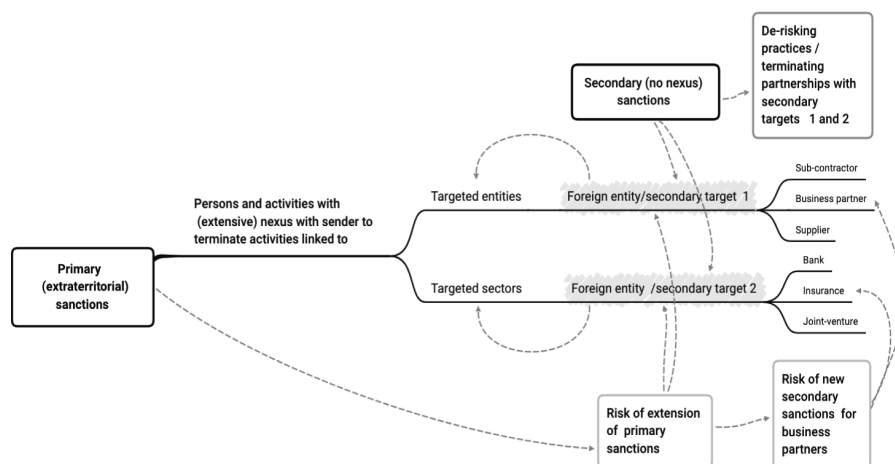 De-risking
practices /
terminating
partnerships with
secondary
targets 1 and 2
Secondary (no nexus)
sanctions
Persons and activities with
(extensive) nexus with sender to
terminate activities linked to
Primary
(extraterritorial)
sanctions
Targeted entities
Foreign entity/secondary target 1
Sub-contractor
Business partner
Supplier
Targeted sectors
Foreign entity /secondary target 2
Bank
Insurance
Joint-venture
Risk of extension
of primary
sanctions
Risk of new
secondary
sanctions for
business
partners